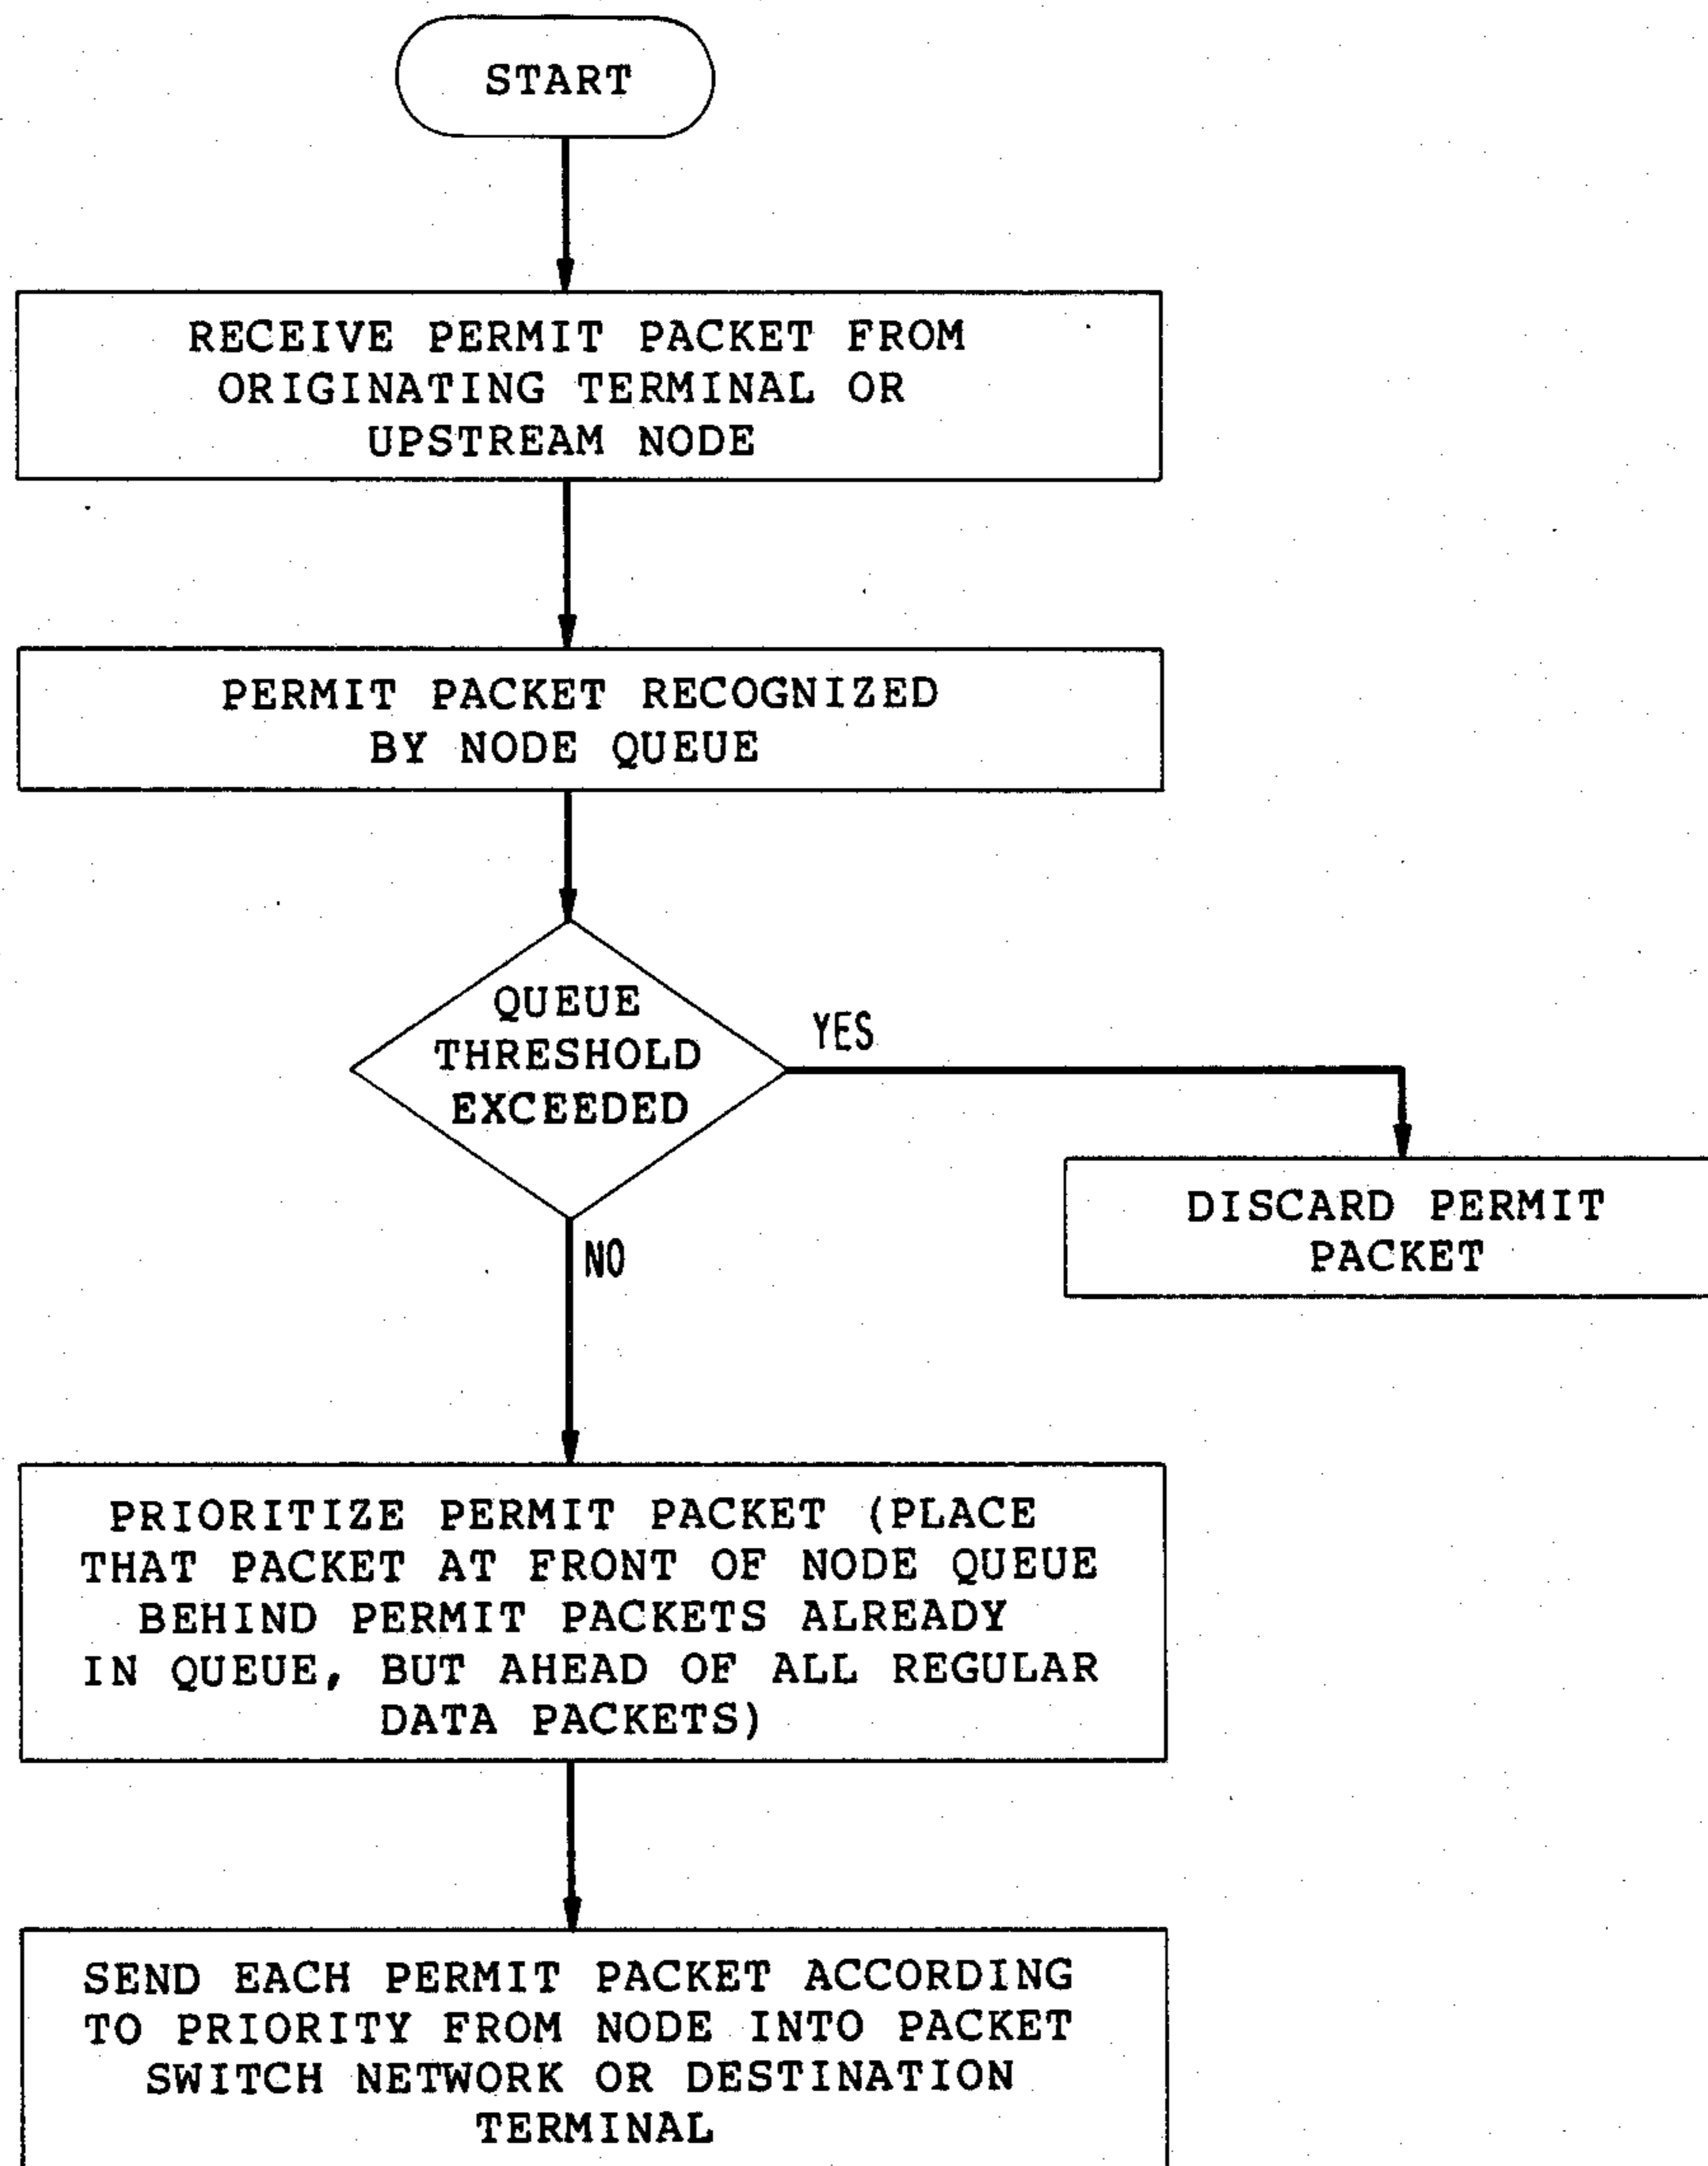 START
RECEIVE PERMIT PACKET FROM
ORIGINATING TERMINAL OR
UPSTREAM NODE
PERMIT PACKET RECOGNIZED
BY NODE QUEUE
QUEUE
THRESHOLD
EXCEEDED
YES
DISCARD PERMIT
PACKET
NO
PRIORITIZE PERMIT PACKET (PLACE
THAT PACKET AT FRONT OF NODE QUEUE
BEHIND PERMIT PACKETS ALREADY
IN QUEUE, BUT AHEAD OF ALL REGULAR
DATA PACKETS)
SEND EACH PERMIT PACKET ACCORDING
TO PRIORITY FROM NODE INTO PACKET
SWITCH NETWORK OR DESTINATION
TERMINAL